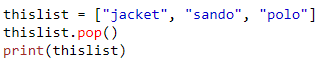 thislist = ["jacket", "sando", "polo"]
thislist.pop()
print(thislist)